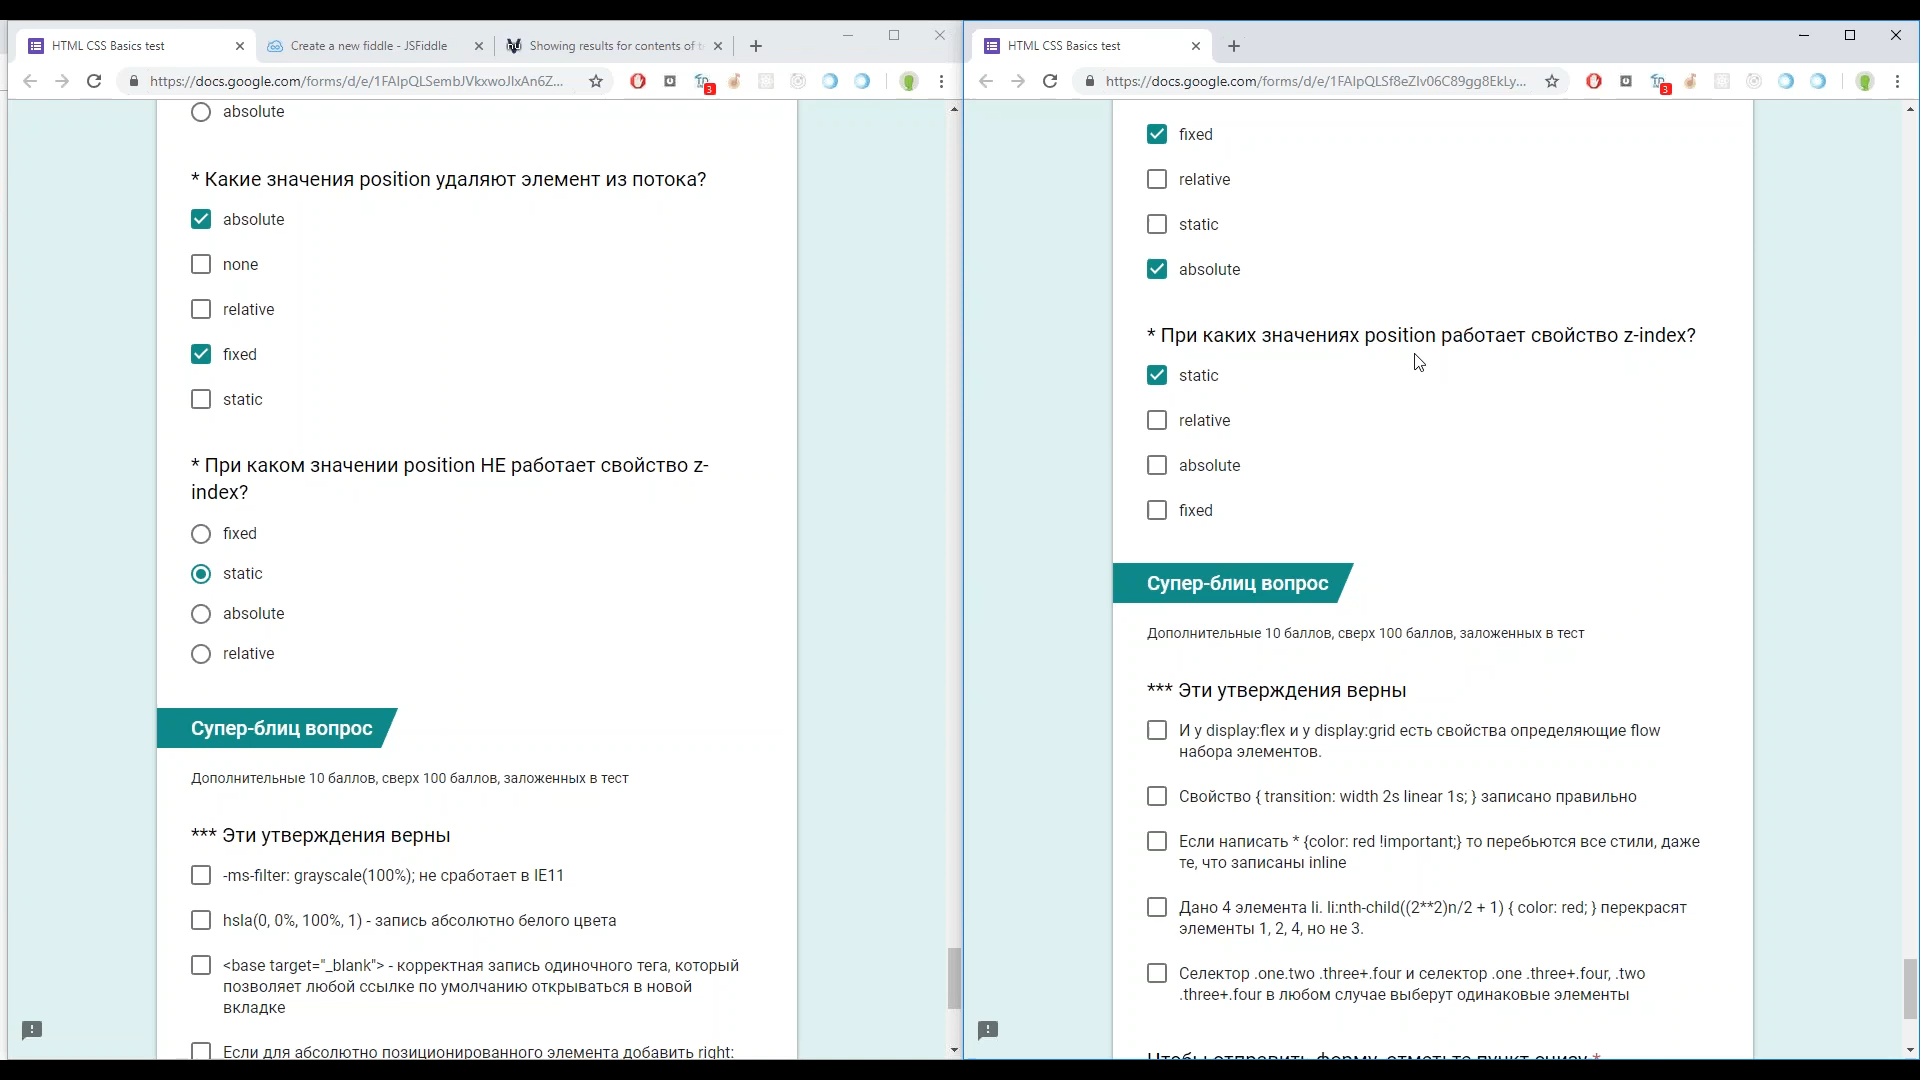 HTML CSS Basics test
Create a new fiddle - JSFiddle
Showing results for contents of t
https://docs.google.com/forms/d/e/1FAIpQLSembJVkxwoJlxAn6Z...
3
absolute
* Какие значения position удаляют элемент из потока?
absolute
none
relative
fixed
static
* При каком значении position НЕ работает свойство z-
index?
fixed
static
absolute
relative
Супер-блиц вопрос
Дополнительные 10 баллов, сверх 100 баллов, заложенных в тест
*** Эти утверждения верны
-ms-filter: grayscale(100%); не сработает в IE11
hsla(0, 0%, 100%, 1) - запись абсолютно белого цвета
<base target="_blank"> - корректная запись одиночного тега, который
позволяет любой ссылке по умолчанию открываться в новой
вкладке
Если для абсолютно позиционированного элемента добавить right:
HTML CSS Basics test
https://docs.google.com/forms/d/e/1FAIpQLSf8eZIv06C89gg8EkLy...
3
fixed
relative
static
absolute
* При каких значениях position работает свойство z-index?
static
relative
absolute
fixed
Супер-блиц вопрос
Дополнительные 10 баллов, сверх 100 баллов, заложенных в тест
*** Эти утверждения верны
И у display:flex и у display:grid есть свойства определяющие flow
набора элементов.
Свойство { transition: width 2s linear 1s; } записано правильно
Если написать * {color: red !important;} то перебьются все стили, даже
те, что записаны inline
Дано 4 элемента li. li:nth-child((2**2)n/2 + 1) { color: red; } перекрасят
элементы 1, 2, 4, но не 3.
Селектор .one.two .three+.four и селектор .one .three+.four, .two
.three+.four в любом случае выберут одинаковые элементы
Чтобы отправить форму, отметьте пункт снизу *